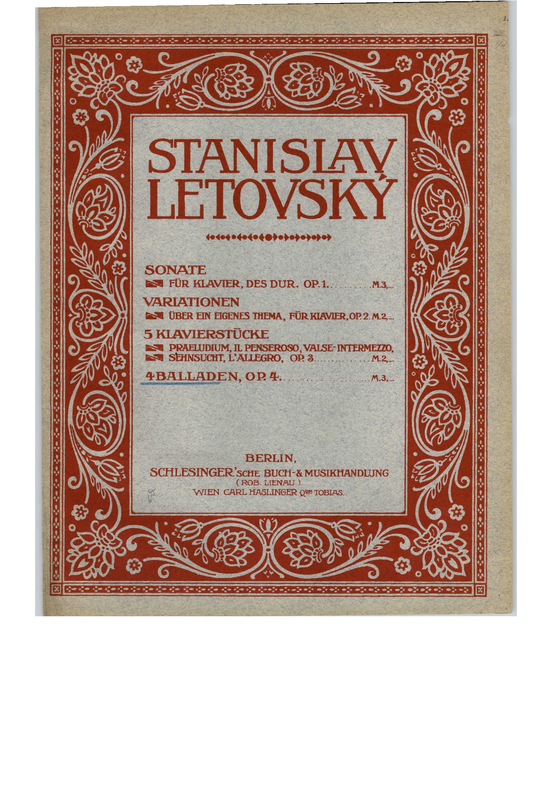 STANISLAV
LETOVSKÝ
SONATE
FÜR KLAVIER, DES DUR. OP. 1. . . . . . . . . M.3,_
VARIATIONEN
ÜBER EIN EIGENES THEMA, FÜR KLAVIER, OP. 2. M.2,_
5 KLAVIERSTÜCKE
PRAELUDIUM, IL PENSEROSO, VALSE-INTERMEZZO,
SEHNSUCHT, L'ALLEGRO, OP. 3 . . . . . . . . . . M.2,_
4 BALLADEN, OP. 4. . . . . . . . . . . . . . . M.3,_
BERLIN,
SCHLESINGER'SCHE BUCH- & MUSIKHANDLUNG
( ROB. LIENAU )
WIEN CARL HASLINGER Qdm TOBIAS.